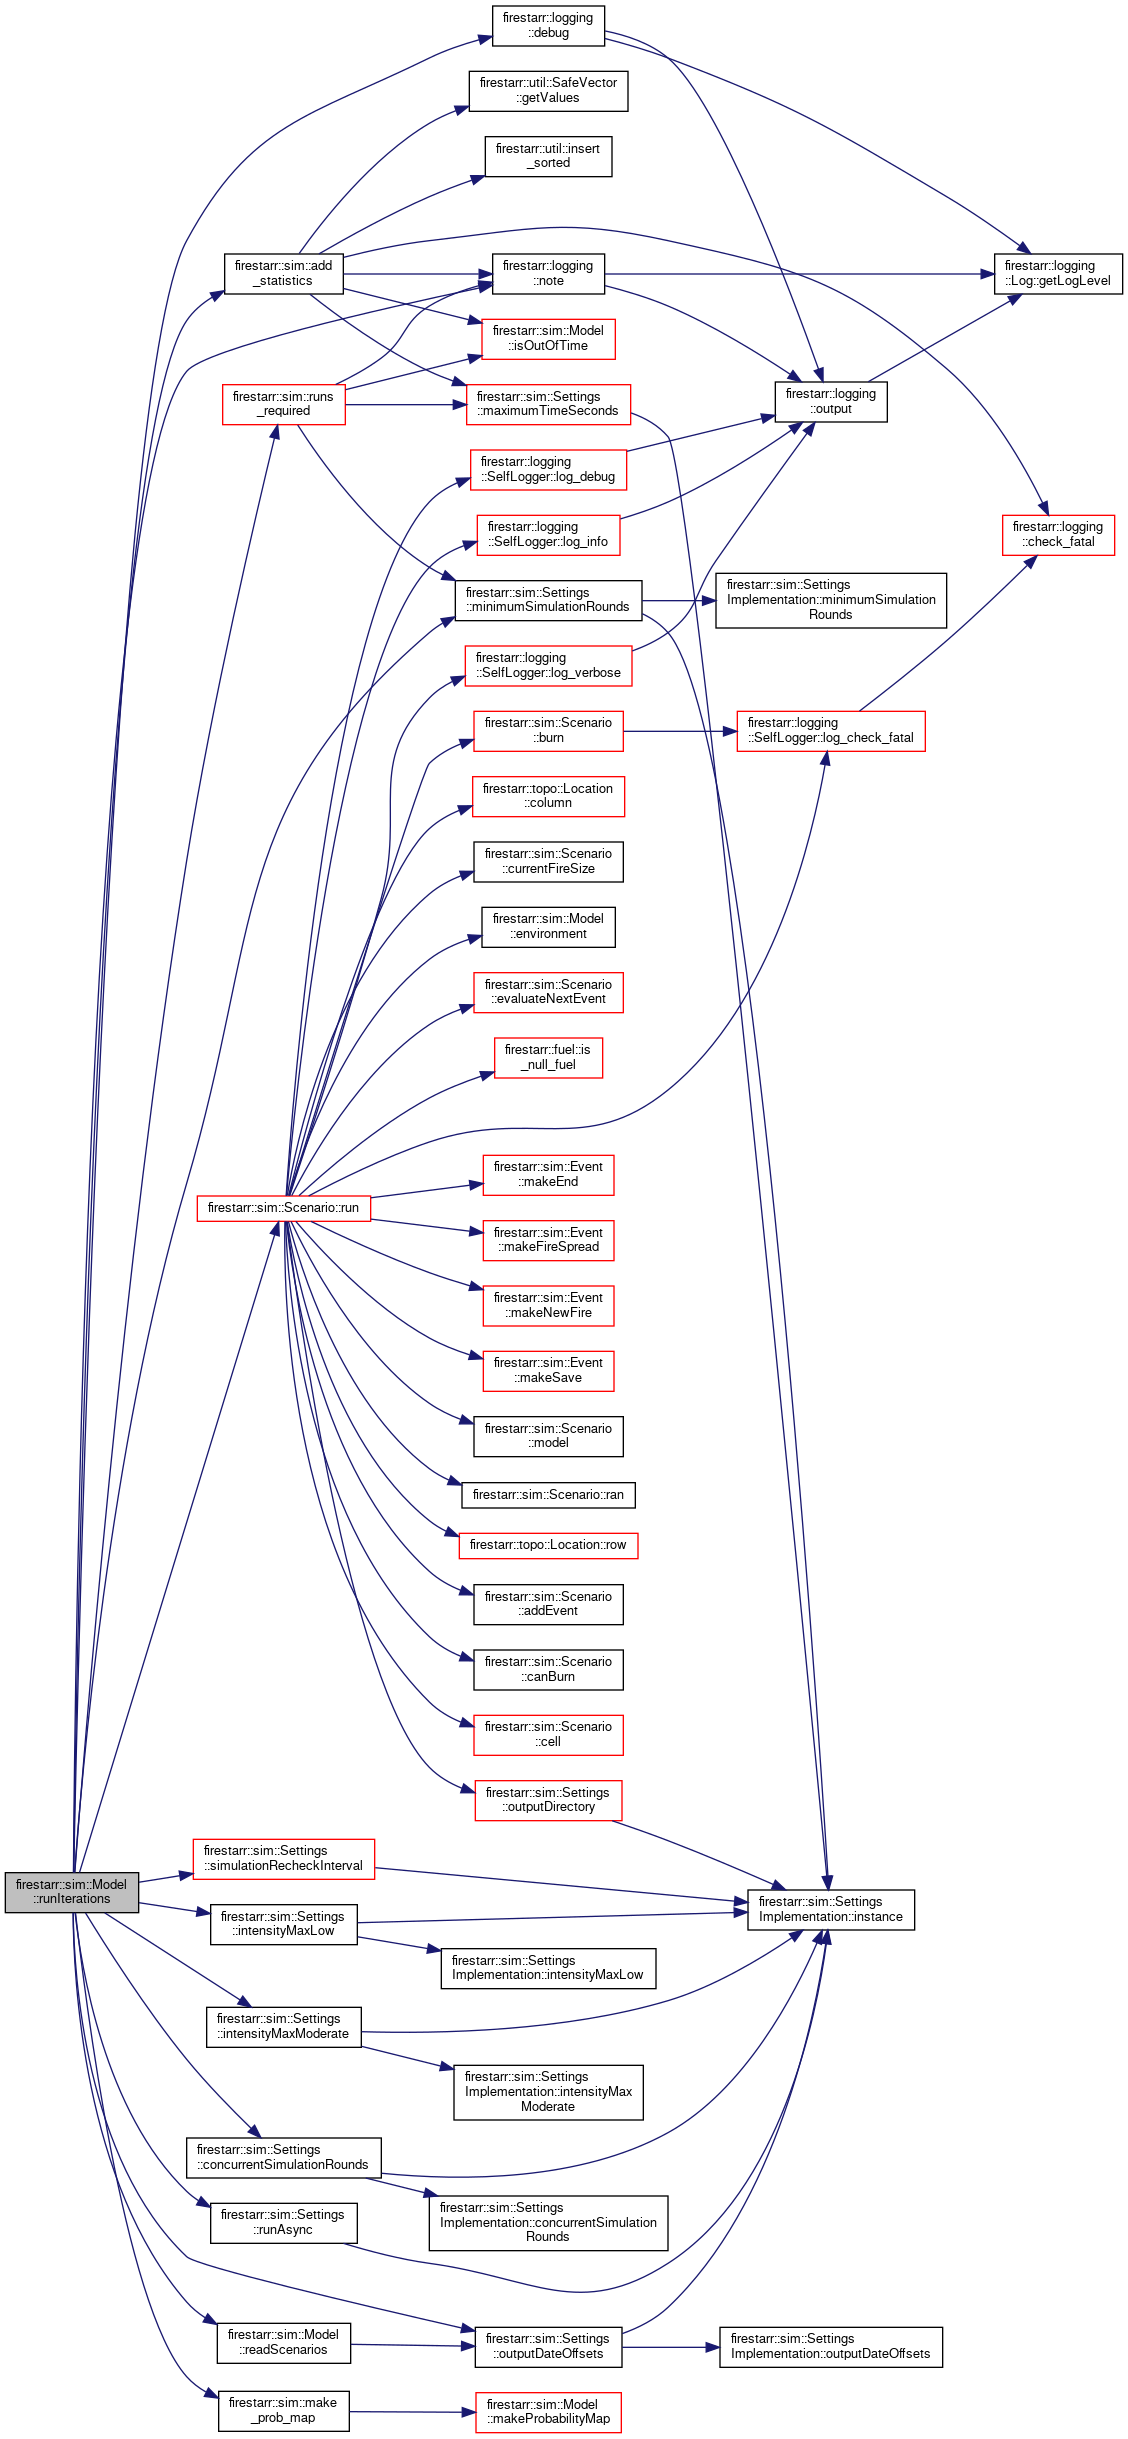 firestarr::logging
::debug
firestarr::util::SafeVector
::getValues
firestarr::util::insert
_sorted
firestarr::sim::add
_statistics
firestarr::logging
::note
firestarr::logging
::Log::getLogLevel
firestarr::sim::Model
::isOutOfTime
firestarr::sim::runs
_required
firestarr::sim::Settings
::maximumTimeSeconds
firestarr::logging
::output
firestarr::logging
::SelfLogger::log_debug
firestarr::logging
::SelfLogger::log_info
firestarr::logging
::check_fatal
firestarr::sim::Settings
::minimumSimulationRounds
firestarr::sim::Settings
Implementation::minimumSimulation
Rounds
firestarr::logging
::SelfLogger::log_verbose
firestarr::sim::Scenario
::burn
firestarr::logging
::SelfLogger::log_check_fatal
firestarr::topo::Location
::column
firestarr::sim::Scenario
::currentFireSize
firestarr::sim::Model
::environment
firestarr::sim::Scenario
::evaluateNextEvent
firestarr::fuel::is
_null_fuel
firestarr::sim::Event
::makeEnd
firestarr::sim::Scenario::run
firestarr::sim::Event
::makeFireSpread
firestarr::sim::Event
::makeNewFire
firestarr::sim::Event
::makeSave
firestarr::sim::Scenario
::model
firestarr::sim::Scenario::ran
firestarr::topo::Location::row
firestarr::sim::Scenario
::addEvent
firestarr::sim::Scenario
::canBurn
firestarr::sim::Scenario
::cell
firestarr::sim::Settings
::outputDirectory
firestarr::sim::Model
::runIterations
firestarr::sim::Settings
::simulationRecheckInterval
firestarr::sim::Settings
::intensityMaxLow
firestarr::sim::Settings
Implementation::instance
firestarr::sim::Settings
Implementation::intensityMaxLow
firestarr::sim::Settings
::intensityMaxModerate
firestarr::sim::Settings
Implementation::intensityMax
Moderate
firestarr::sim::Settings
::concurrentSimulationRounds
firestarr::sim::Settings
Implementation::concurrentSimulation
Rounds
firestarr::sim::Settings
::runAsync
firestarr::sim::Model
::readScenarios
firestarr::sim::Settings
::outputDateOffsets
firestarr::sim::Settings
Implementation::outputDateOffsets
firestarr::sim::make
_prob_map
firestarr::sim::Model
::makeProbabilityMap